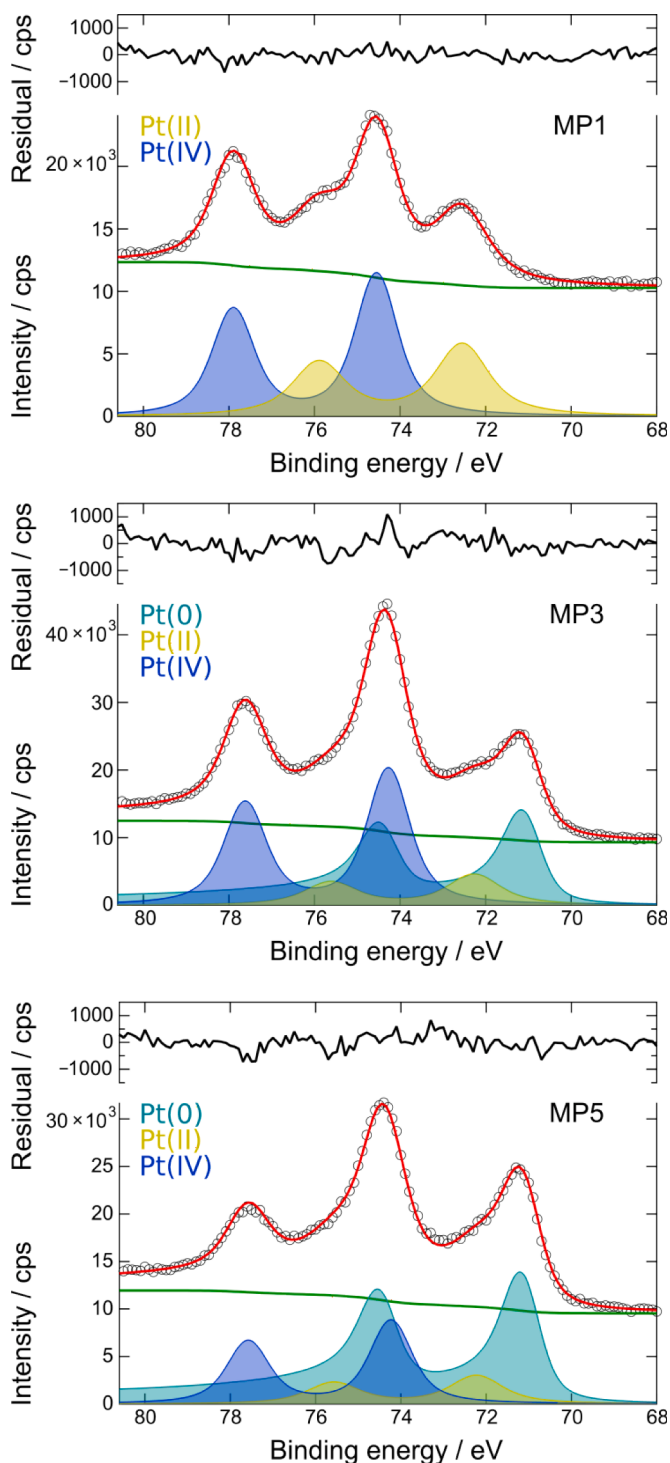 Residual / cps
1000
0
−1000
MP1
Pt(II)
Pt(IV)
Intensity / cps
20 × 10³
15
10
5
0
80 78 76 74 72 70 68
Binding energy / eV
Residual / cps
1000
0
−1000
MP3
Pt(0)
Pt(II)
Pt(IV)
Intensity / cps
40 × 10³
30
20
10
0
80 78 76 74 72 70 68
Binding energy / eV
Residual / cps
1000
0
−1000
MP5
Pt(0)
Pt(II)
Pt(IV)
Intensity / cps
30 × 10³
25
20
15
10
5
0
80 78 76 74 72 70 68
Binding energy / eV